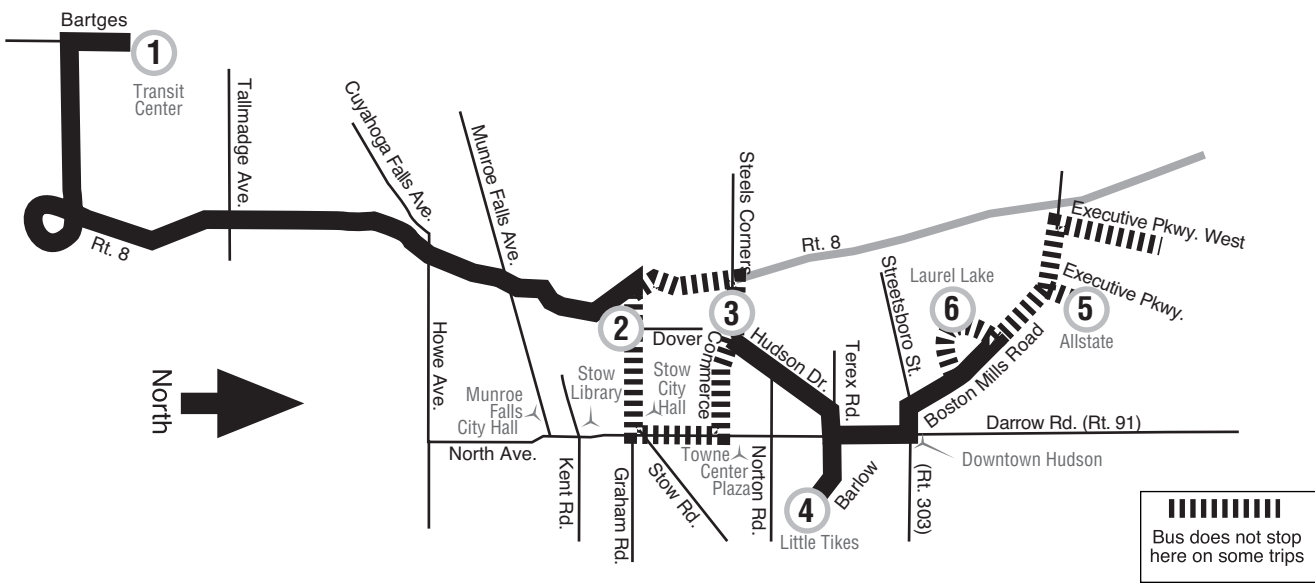 Bartges
1
Transit
Center
Tallmadge Ave.
Cuyahoga Falls Ave.
Munroe Falls Ave.
Rt. 8
Howe Ave.
North
Munroe
Falls
City Hall
North Ave.
Stow
Library
Kent Rd.
2
Graham Rd.
Dover
Stow
City
Hall
Commerce
Stow Rd.
Towne
Center
Plaza
Steels Corners
3
Hudson Dr.
Norton Rd.
Terex Rd.
4
Little Tikes
Barlow
Rt. 8
Streetsboro St.
Laurel Lake
6
Boston Mills Road
Executive Pkwy. West
Executive Pkwy.
5
Allstate
Darrow Rd. (Rt. 91)
Downtown Hudson
(Rt. 303)
Bus does not stop
here on some trips